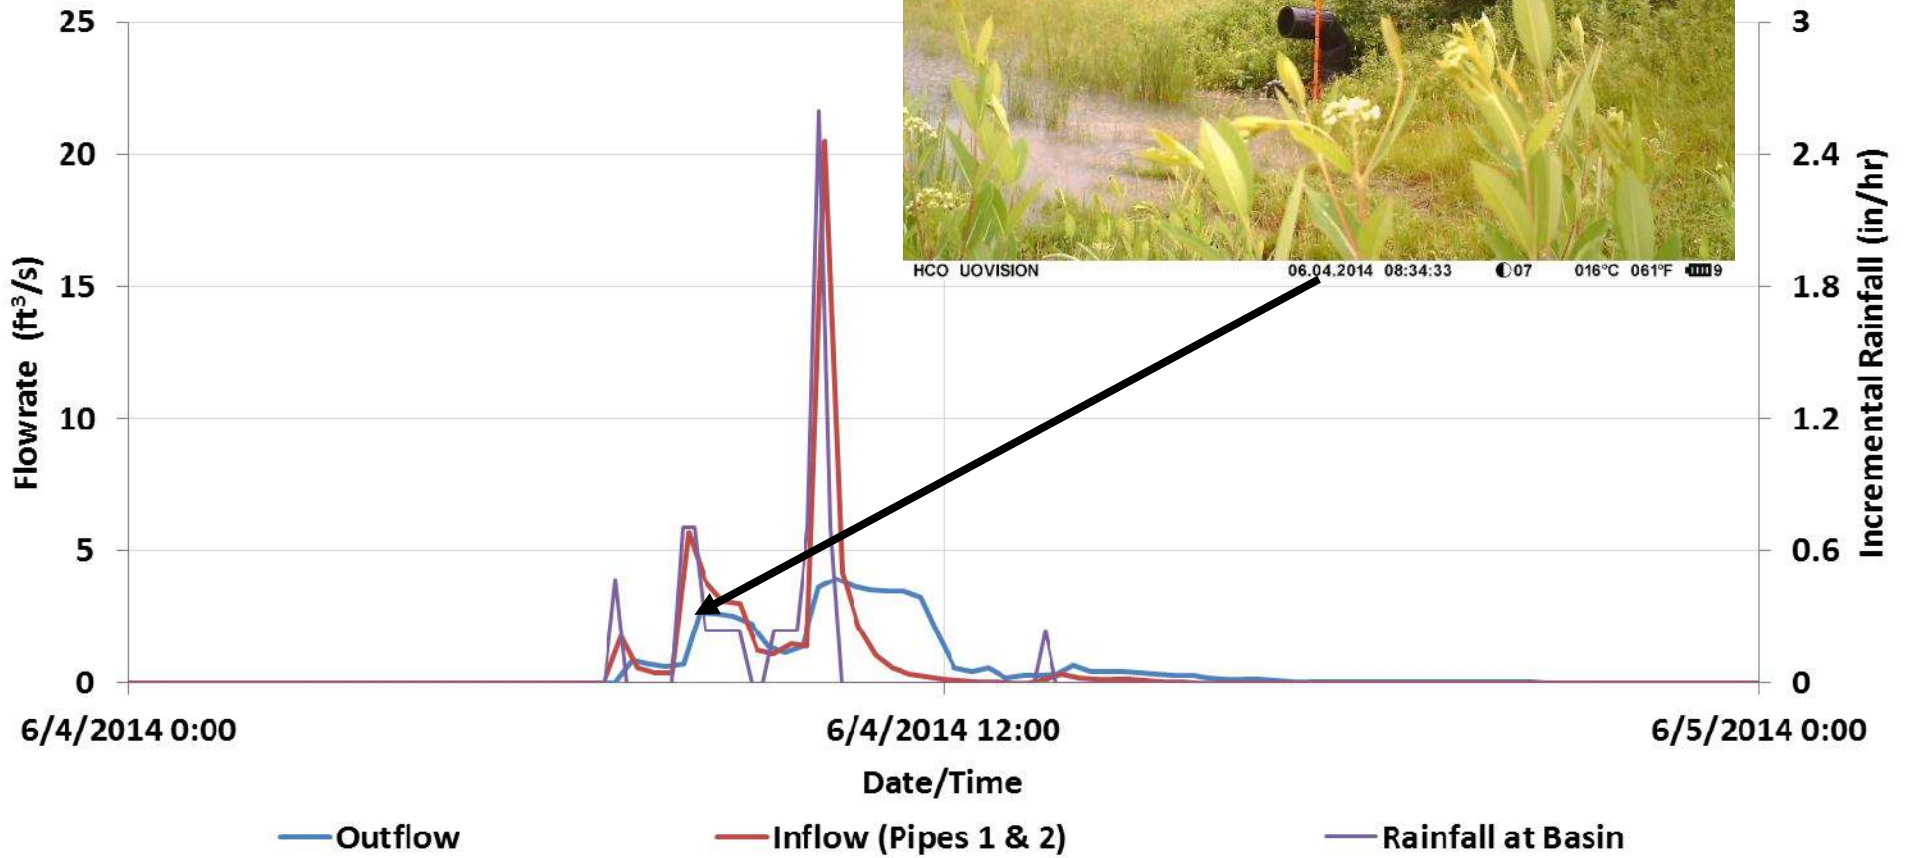 25
20
15
10
5
0
Flowrate (ft³/s)
3
2.4
1.8
1.2
0.6
0
Incremental Rainfall (in/hr)
HCO UOVISION 06.04.2014 08:34:33 07 016°C 061°F 9
6/4/2014 0:00 6/4/2014 12:00 6/5/2014 0:00
Date/Time
Outflow Inflow (Pipes 1 & 2) Rainfall at Basin